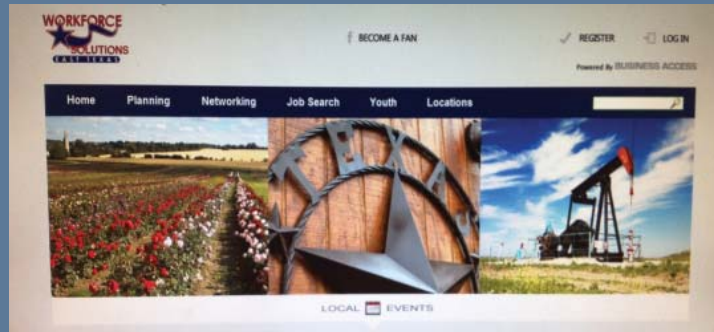 WORKFORCE
SOLUTIONS
EAST TEXAS
f BECOME A FAN
REGISTER
LOG IN
Powered By BUSINESS ACCESS
Home Planning Networking Job Search Youth Locations
TEXAS
LOCAL EVENTS